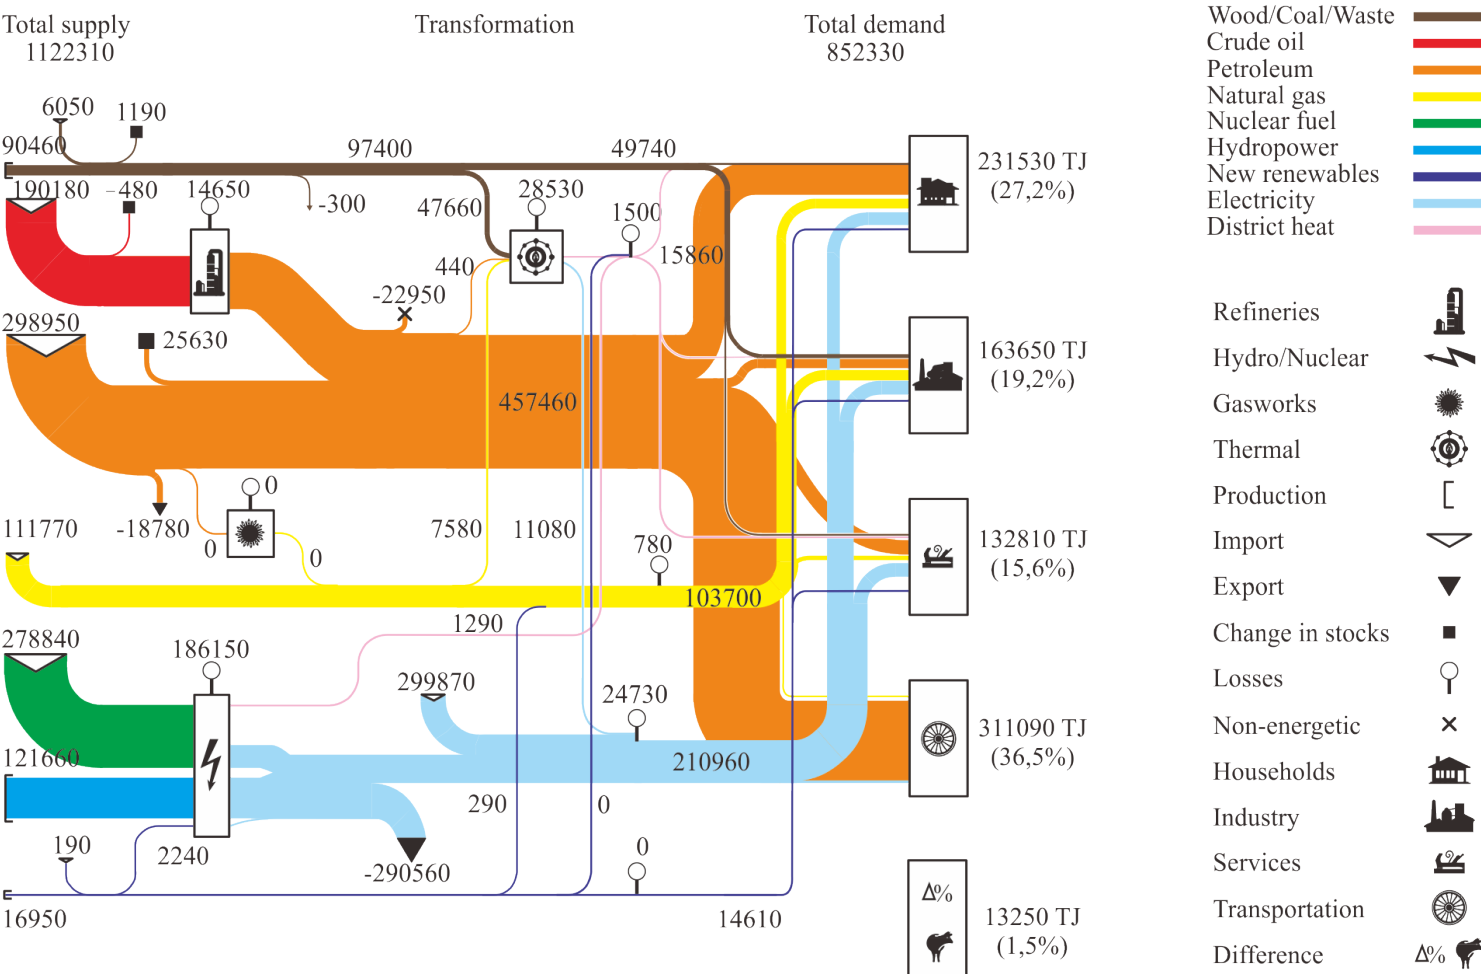 Total supply
1122310
Transformation
Total demand
852330
6050
1190
90460
97400
49740
190180
-480
14650
-300
47660
28530
1500
440
15860
-22950
298950
25630
457460
0
-18780
0
0
111770
7580
11080
780
103700
1290
278840
186150
299870
24730
121660
210960
290
0
190
2240
-290560
0
16950
14610
231530 TJ
(27,2%)
163650 TJ
(19,2%)
132810 TJ
(15,6%)
311090 TJ
(36,5%)
Δ%
13250 TJ
(1,5%)
Wood/Coal/Waste
Crude oil
Petroleum
Natural gas
Nuclear fuel
Hydropower
New renewables
Electricity
District heat
Refineries
Hydro/Nuclear
Gasworks
Thermal
Production
Import
Export
Change in stocks
Losses
Non-energetic
Households
Industry
Services
Transportation
Difference Δ%